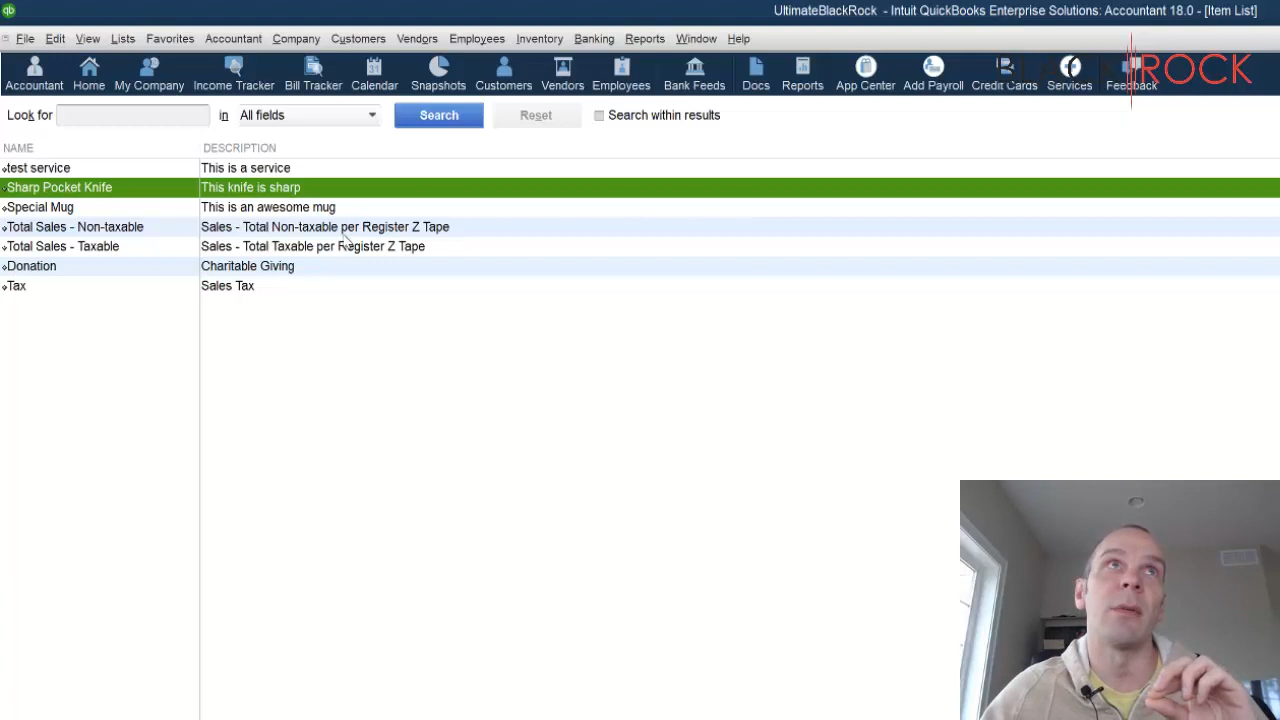 qb
UltimateBlackRock - Intuit QuickBooks Enterprise Solutions: Accountant 18.0 - [Item List]
File Edit View Lists Favorites Accountant Company Customers Vendors Employees Inventory Banking Reports Window Help
Accountant Home My Company Income Tracker Bill Tracker Calendar Snapshots Customers Vendors Employees Bank Feeds Docs Reports App Center Add Payroll Credit Cards Services Feedback
ROCK
Look for in All fields Search Reset Search within results
NAME DESCRIPTION
test service This is a service
Sharp Pocket Knife This knife is sharp
Special Mug This is an awesome mug
Total Sales - Non-taxable Sales - Total Non-taxable per Register Z Tape
Total Sales - Taxable Sales - Total Taxable per Register Z Tape
Donation Charitable Giving
Tax Sales Tax